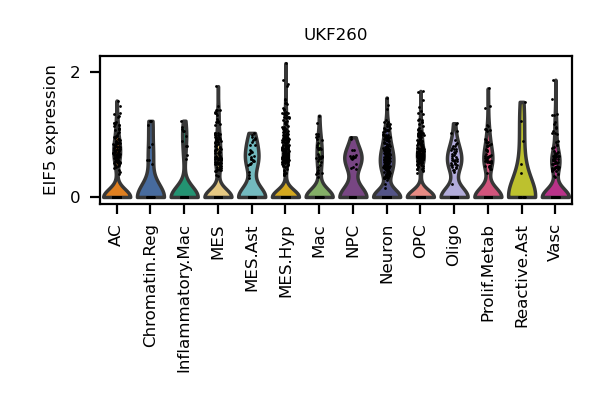 UKF260
EIF5 expression
2
0
AC
Chromatin.Reg
Inflammatory.Mac
MES
MES.Ast
MES.Hyp
Mac
NPC
Neuron
OPC
Oligo
Prolif.Metab
Reactive.Ast
Vasc